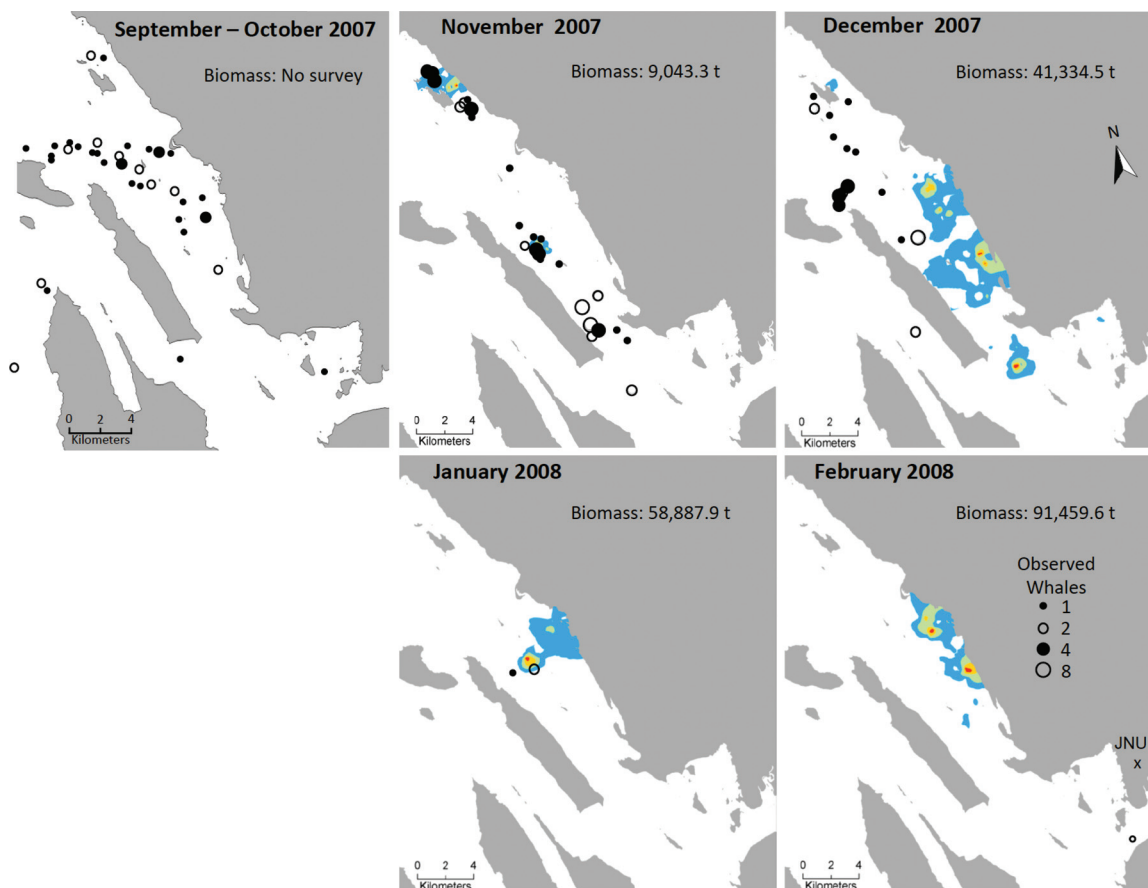 September – October 2007
Biomass: No survey
0 2 4
Kilometers
November 2007
Biomass: 9,043.3 t
0 2 4
Kilometers
December 2007
Biomass: 41,334.5 t
N
0 2 4
Kilometers
January 2008
Biomass: 58,887.9 t
0 2 4
Kilometers
February 2008
Biomass: 91,459.6 t
Observed
Whales
1
2
4
8
JNU
x
0 2 4
Kilometers